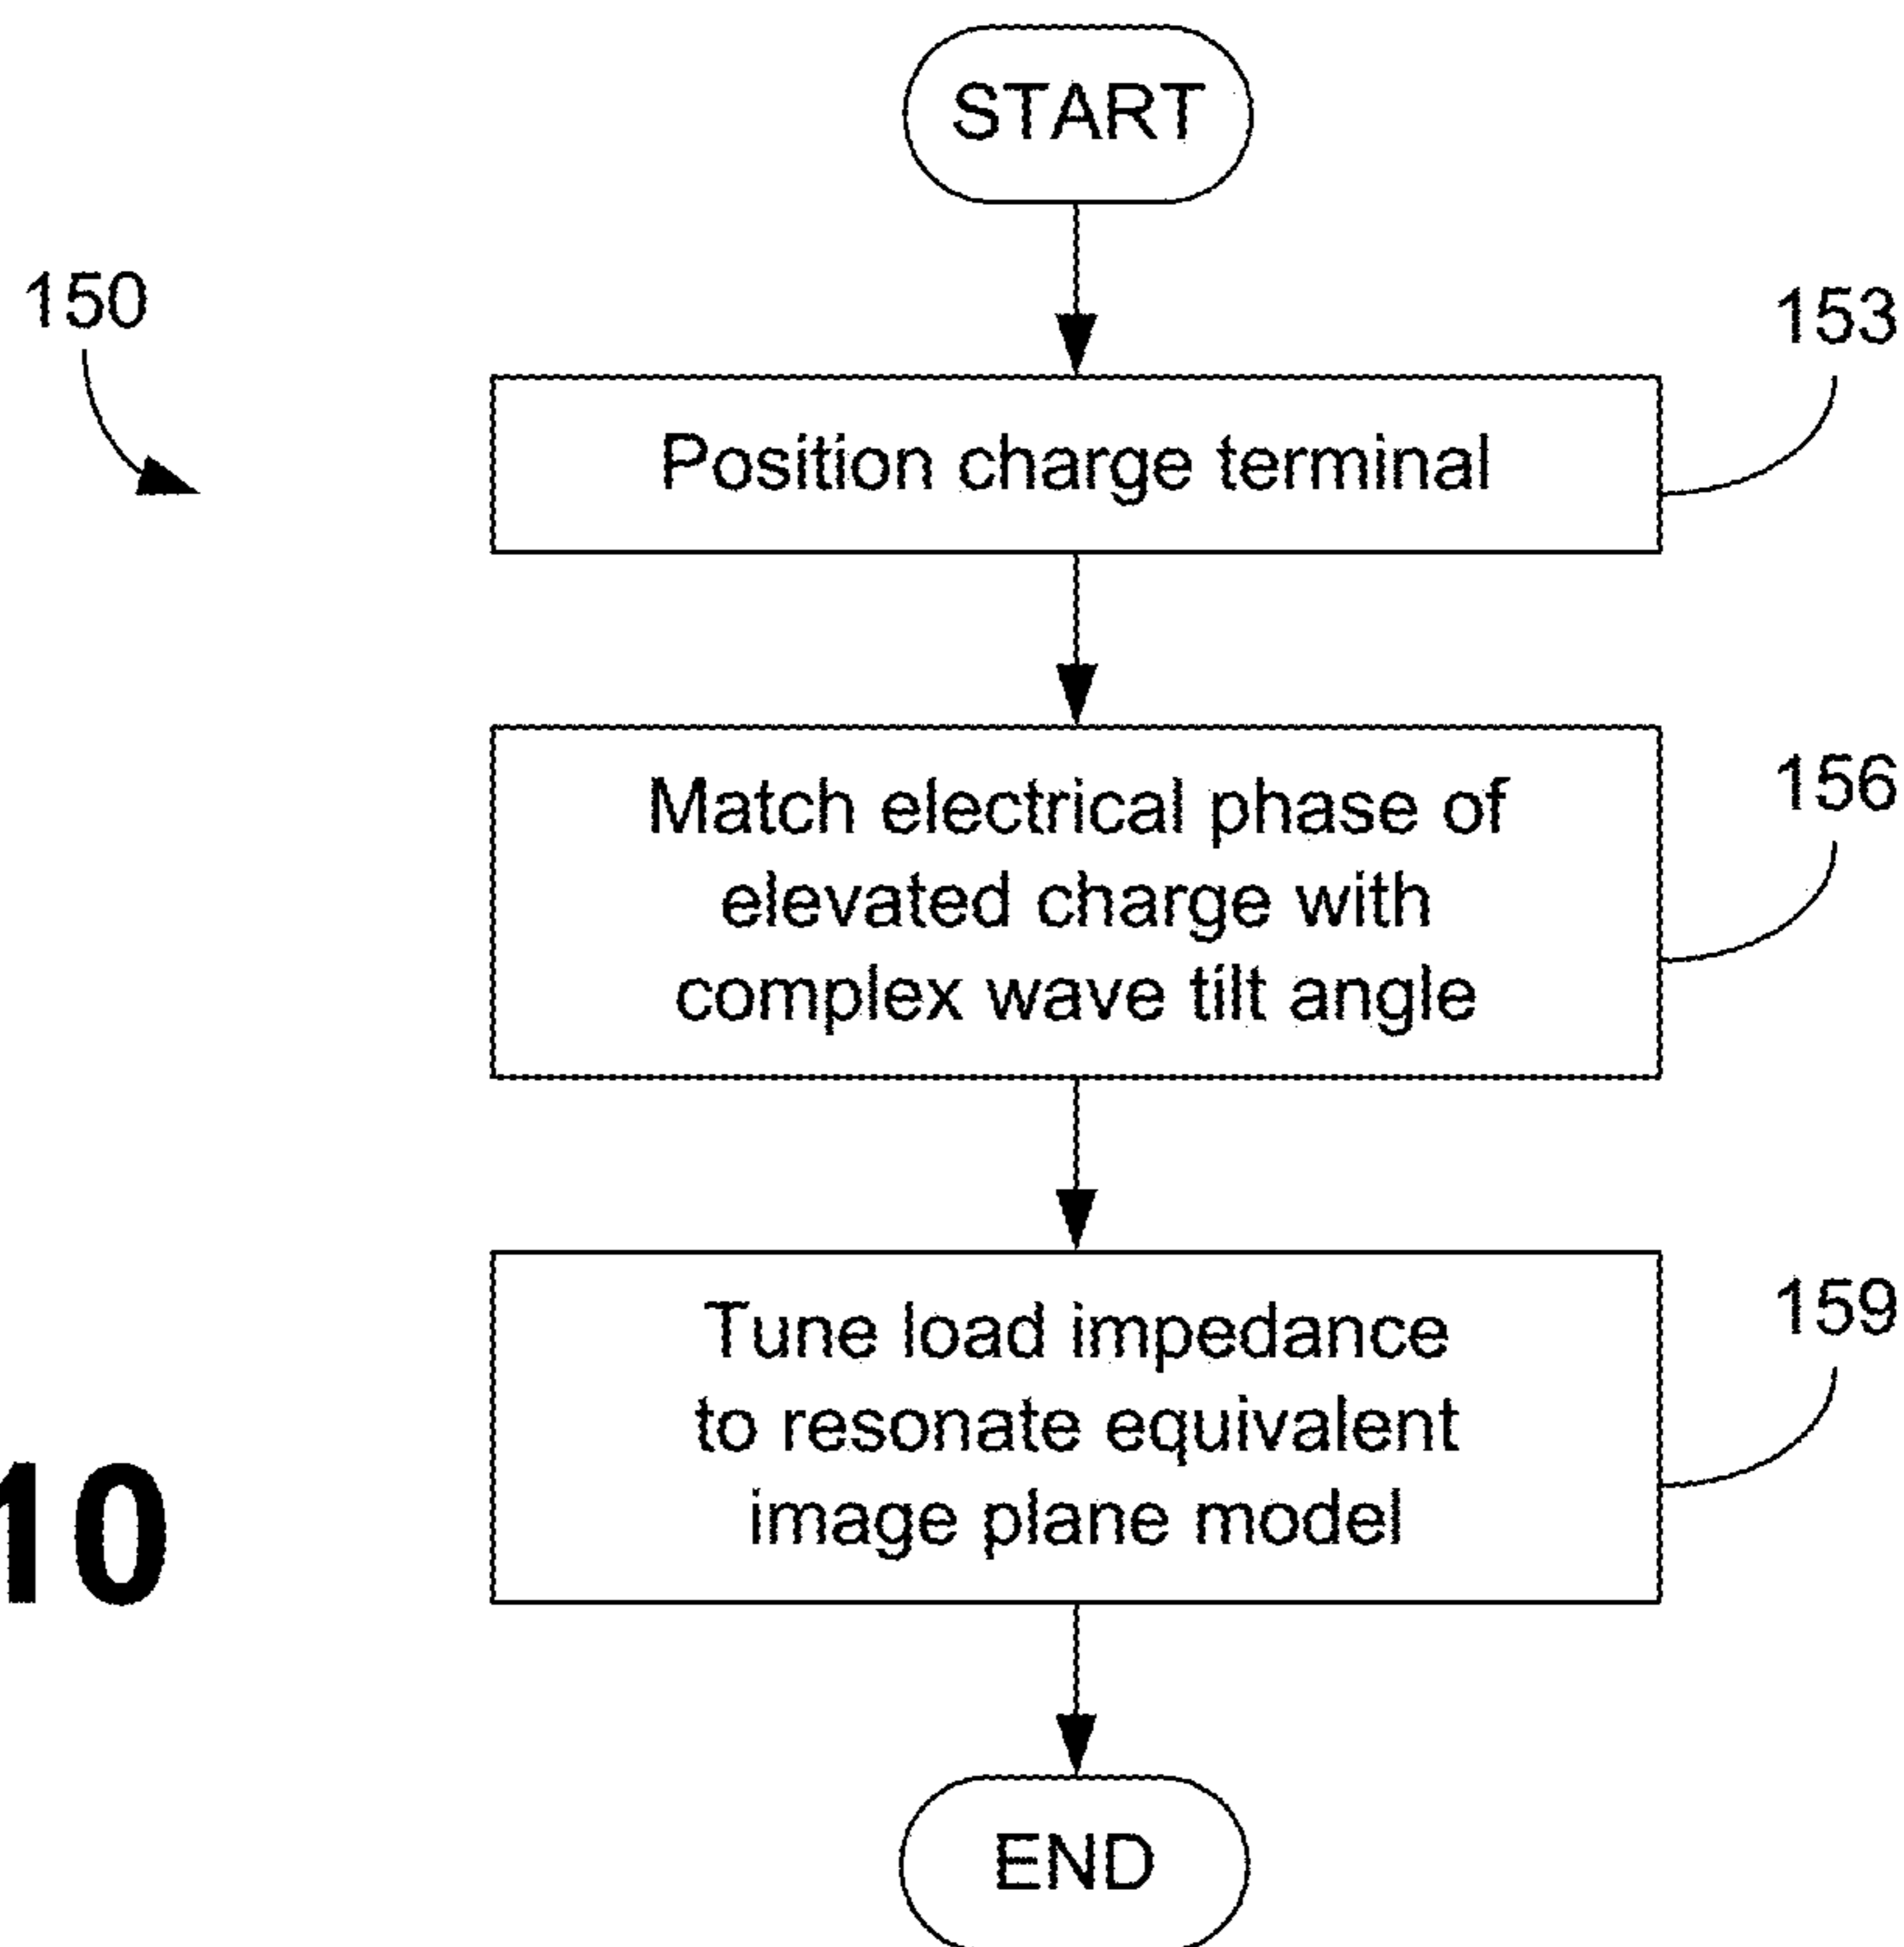 START
150
153
Position charge terminal
156
Match electrical phase of
elevated charge with
complex wave tilt angle
159
Tune load impedance
to resonate equivalent
image plane model
10
END